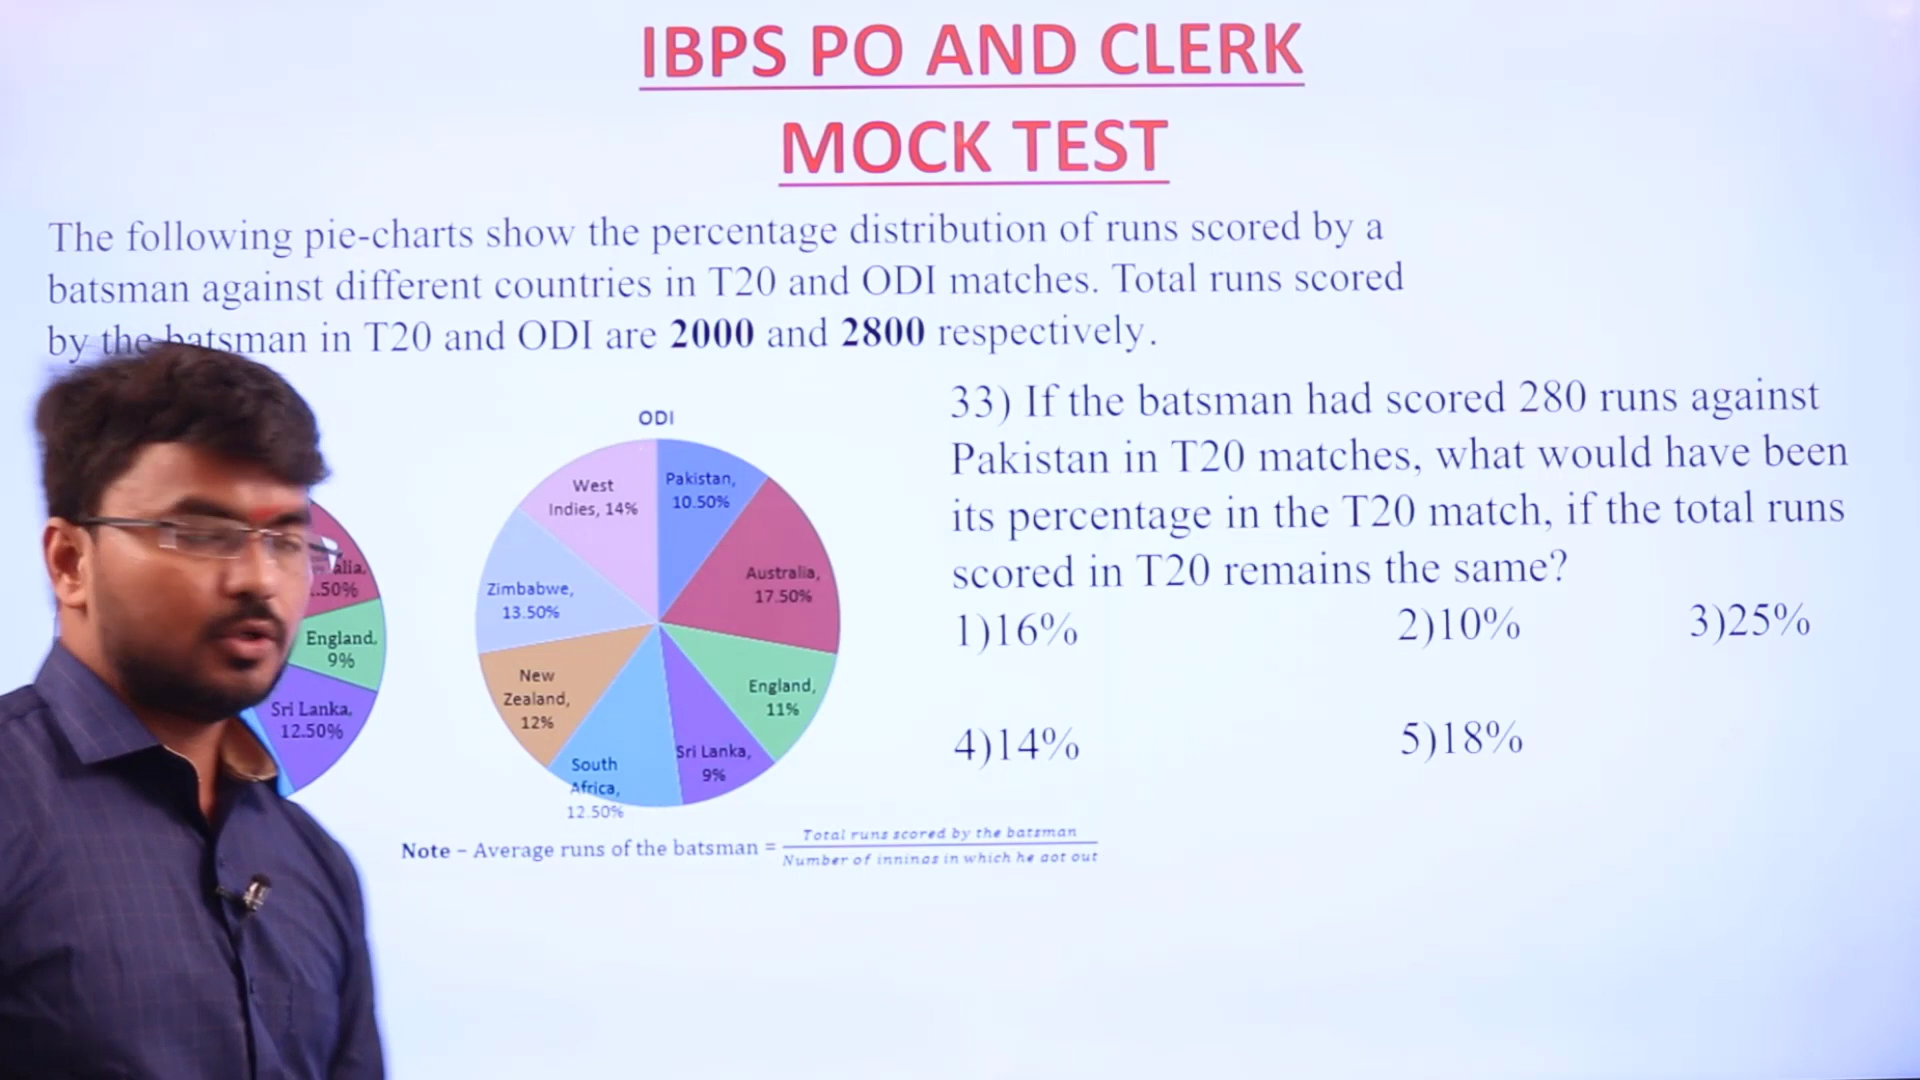 IBPS PO AND CLERK
MOCK TEST
The following pie-charts show the percentage distribution of runs scored by a
batsman against different countries in T20 and ODI matches. Total runs scored
by the batsman in T20 and ODI are 2000 and 2800 respectively.
alia,
.50%
England,
9%
Sri Lanka,
12.50%
ODI
Pakistan,
10.50%
Australia,
17.50%
England,
11%
Sri Lanka,
9%
South
Africa,
12.50%
New
Zealand,
12%
Zimbabwe,
13.50%
West
Indies, 14%
Note – Average runs of the batsman = Total runs scored by the batsman
Number of innings in which he got out
33) If the batsman had scored 280 runs against
Pakistan in T20 matches, what would have been
its percentage in the T20 match, if the total runs
scored in T20 remains the same?
1)16% 2)10% 3)25%
4)14% 5)18%